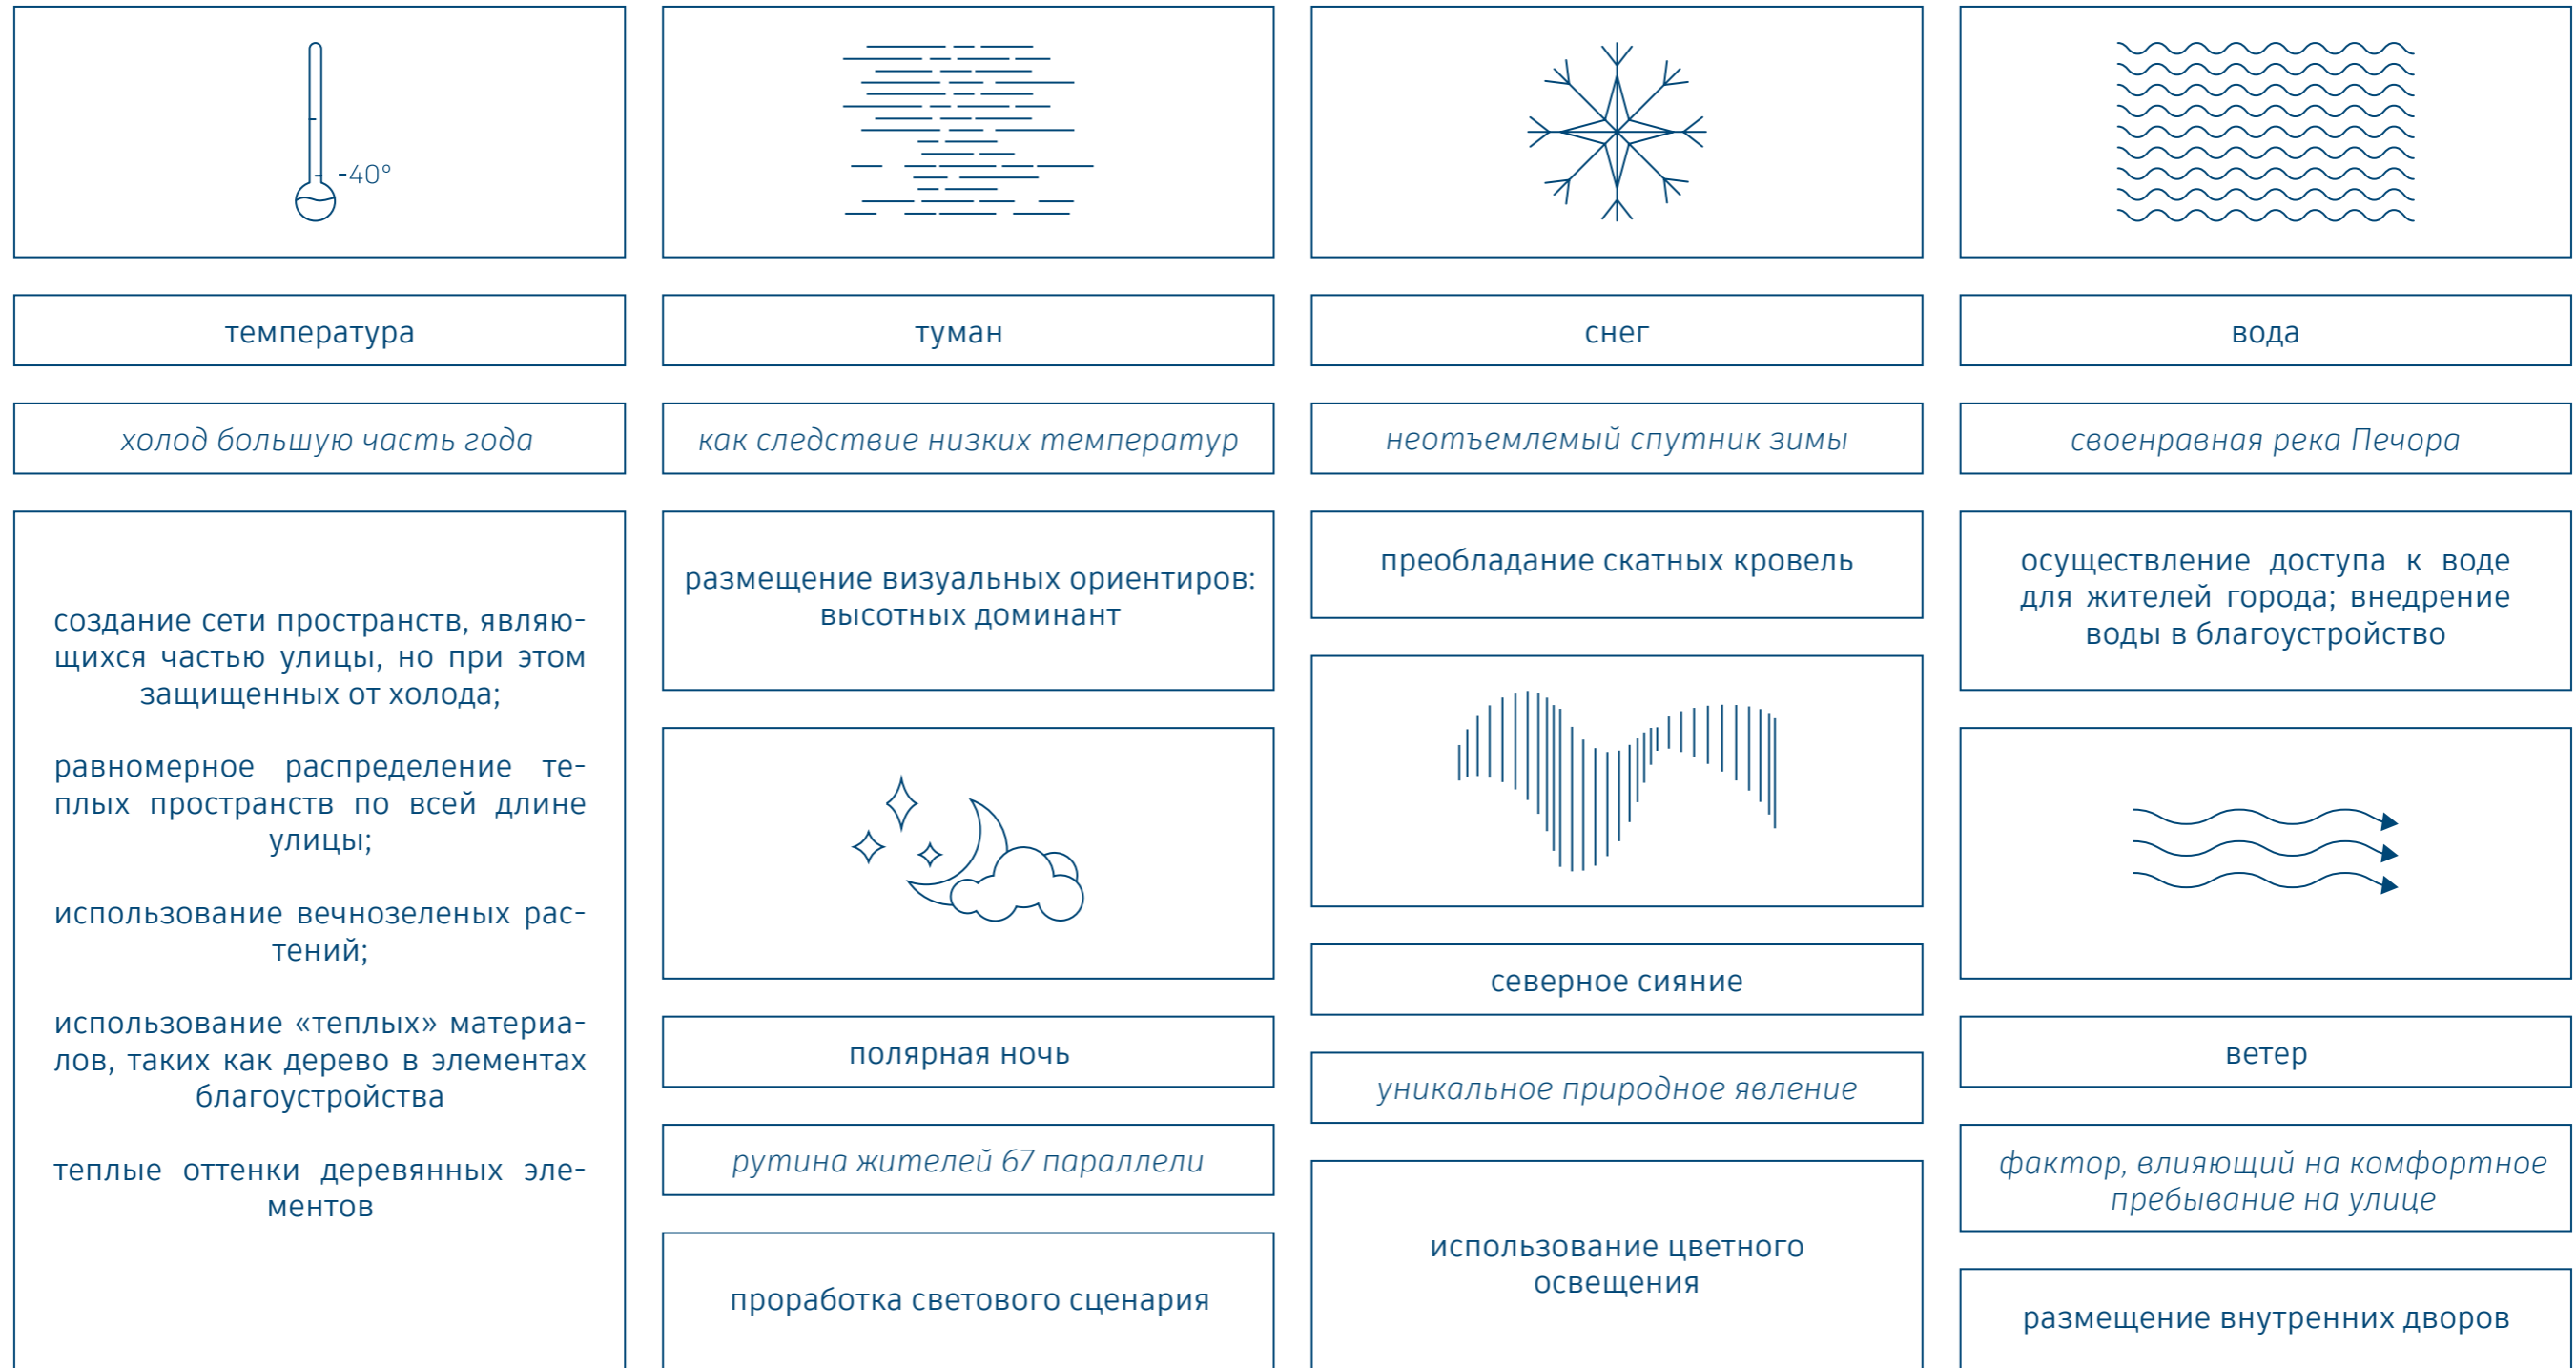 -40°
температура
холод большую часть года
создание сети пространств, являю-
щихся частью улицы, но при этом
защищенных от холода;
равномерное распределение те-
плых пространств по всей длине
улицы;
использование вечнозеленых рас-
тений;
использование «теплых» материа-
лов, таких как дерево в элементах
благоустройства
теплые оттенки деревянных эле-
ментов
туман
как следствие низких температур
размещение визуальных ориентиров:
высотных доминант
полярная ночь
рутина жителей 67 параллели
проработка светового сценария
снег
неотъемлемый спутник зимы
преобладание скатных кровель
северное сияние
уникальное природное явление
использование цветного
освещения
вода
своенравная река Печора
осуществление доступа к воде
для жителей города; внедрение
воды в благоустройство
ветер
фактор, влияющий на комфортное
пребывание на улице
размещение внутренних дворов